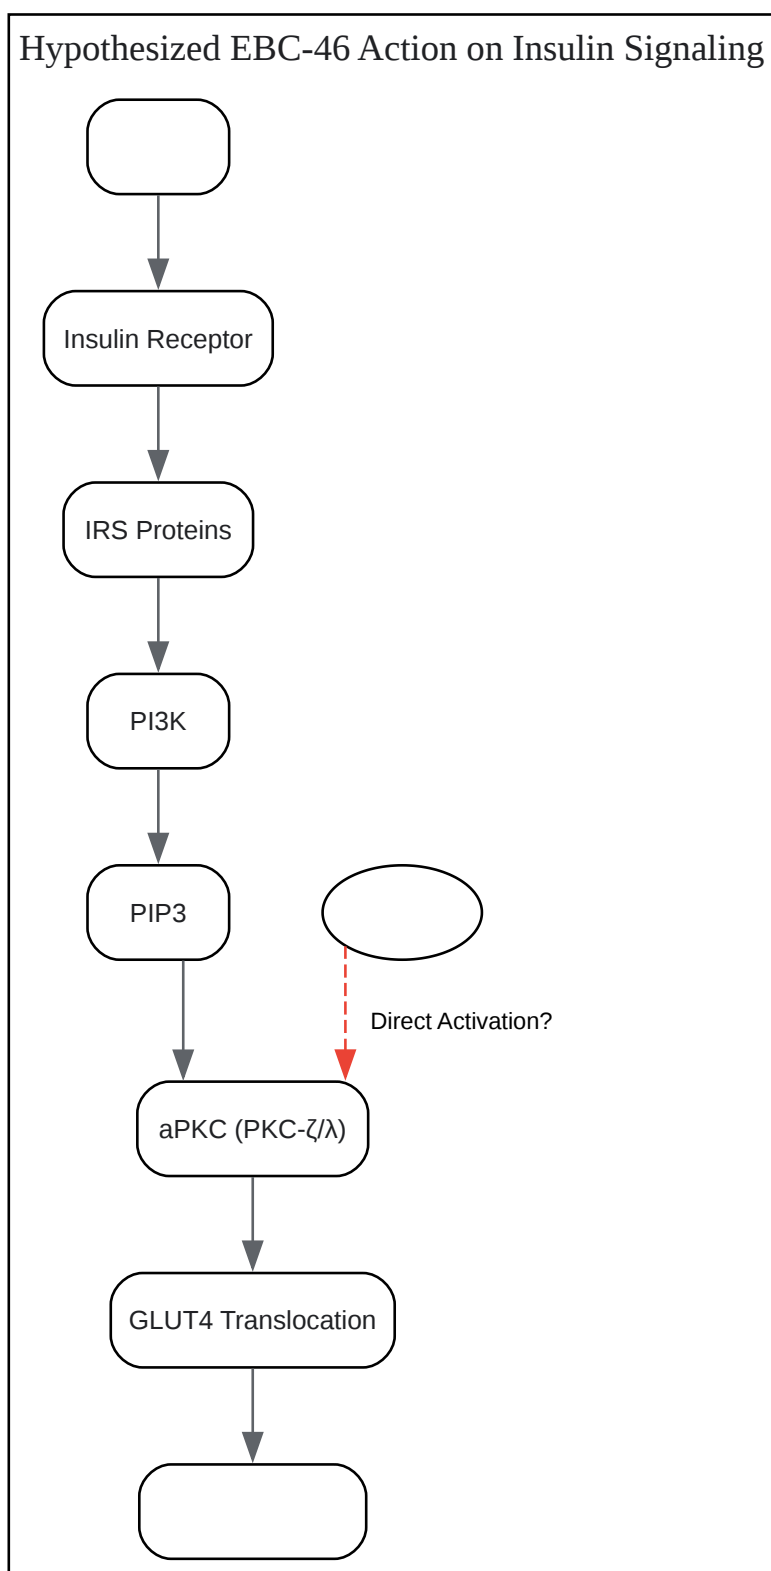 Hypothesized EBC-46 Action on Insulin Signaling
Insulin Receptor
IRS Proteins
PI3K
PIP3
Direct Activation?
aPKC (PKC-ζ/λ)
GLUT4 Translocation